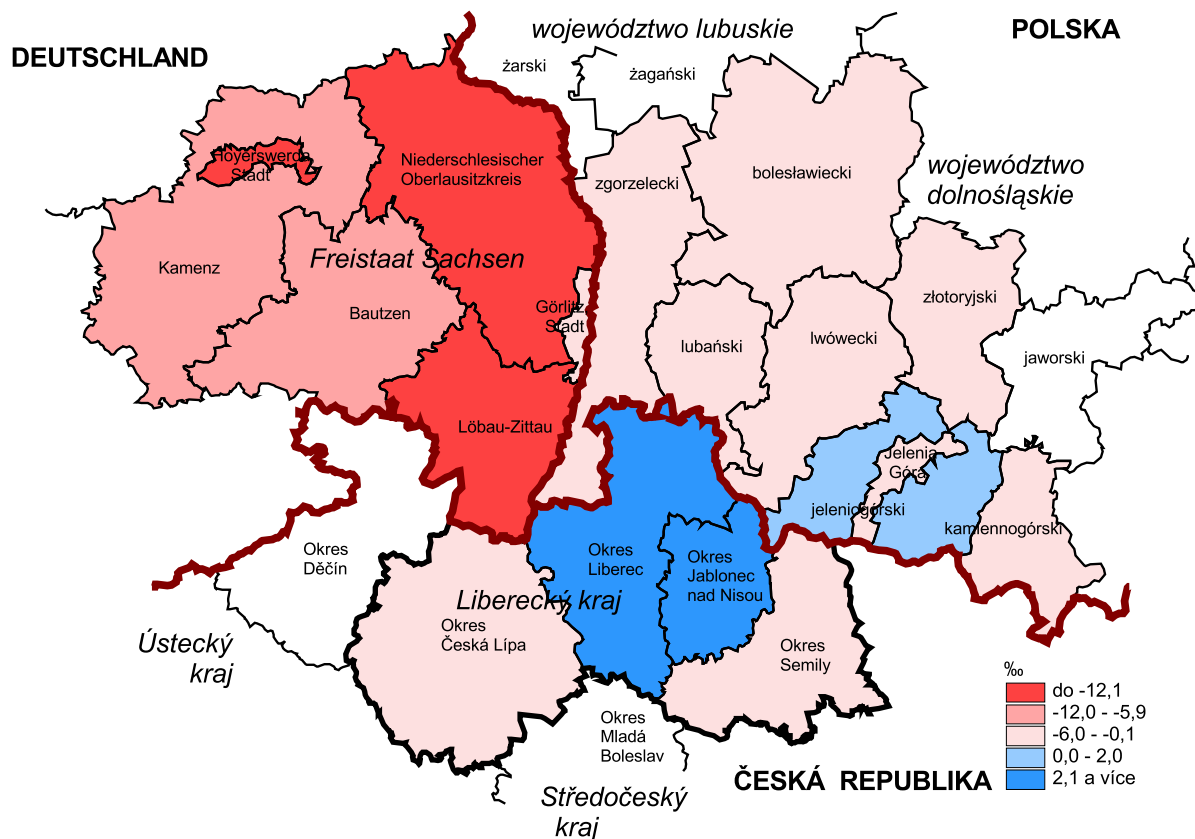 DEUTSCHLAND
województwo lubuskie
POLSKA
żarski
żagański
Hoyerswerda
Stadt
Niederschlesischer
Oberlausitzkreis
zgorzelecki
bolesławiecki
województwo
dolnośląskie
Kamenz
Freistaat Sachsen
Bautzen
Görlitz
Stadt
lubański
lwówecki
złotoryjski
jaworski
Löbau-Zittau
Jelenia
Góra
jeleniogórski
kamiennogórski
Okres
Děčín
Okres
Liberec
Okres
Jablonec
nad Nisou
Liberecký kraj
Okres
Česká Lípa
Okres
Semily
Ústecký
kraj
Okres
Mladá
Boleslav
Středočeský
kraj
ČESKÁ REPUBLIKA
‰
do -12,1
-12,0 - -5,9
-6,0 - -0,1
0,0 - 2,0
2,1 a více